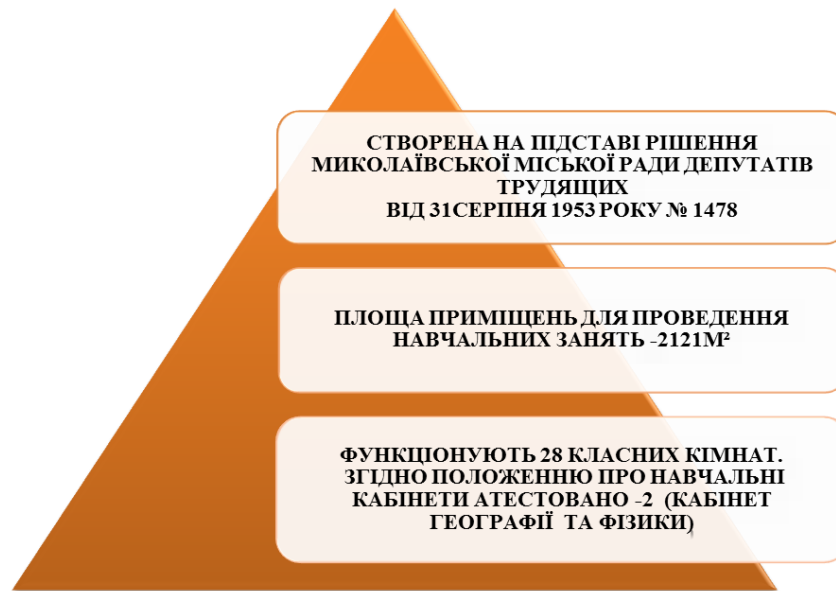 СТВОРЕНА НА ПІДСТАВІ РІШЕННЯ
МИКОЛАЇВСЬКОЇ МІСЬКОЇ РАДИ ДЕПУТАТІВ
ТРУДЯЩИХ
ВІД 31СЕРПНЯ 1953 РОКУ № 1478
ПЛОЩА ПРИМІЩЕНЬ ДЛЯ ПРОВЕДЕННЯ
НАВЧАЛЬНИХ ЗАНЯТЬ -2121М²
ФУНКЦІОНУЮТЬ 28 КЛАСНИХ КІМНАТ.
ЗГІДНО ПОЛОЖЕННЮ ПРО НАВЧАЛЬНІ
КАБІНЕТИ АТЕСТОВАНО -2 (КАБІНЕТ
ГЕОГРАФІЇ ТА ФІЗИКИ)